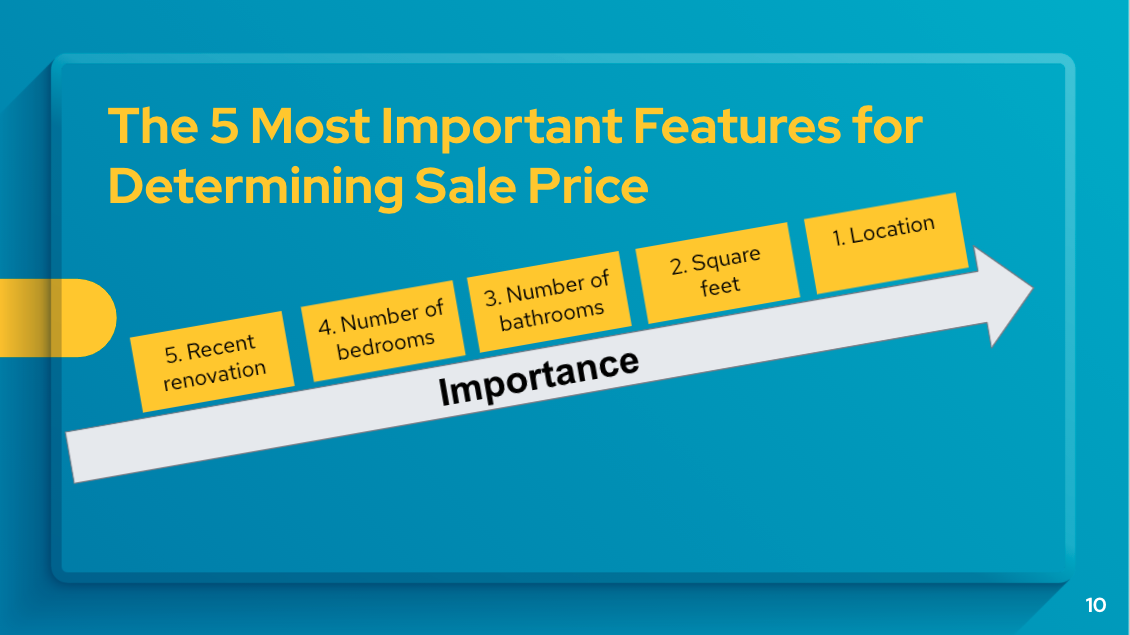 The 5 Most Important Features for
Determining Sale Price
1. Location
2. Square
feet
3. Number of
bathrooms
4. Number of
bedrooms
5. Recent
renovation
Importance
10